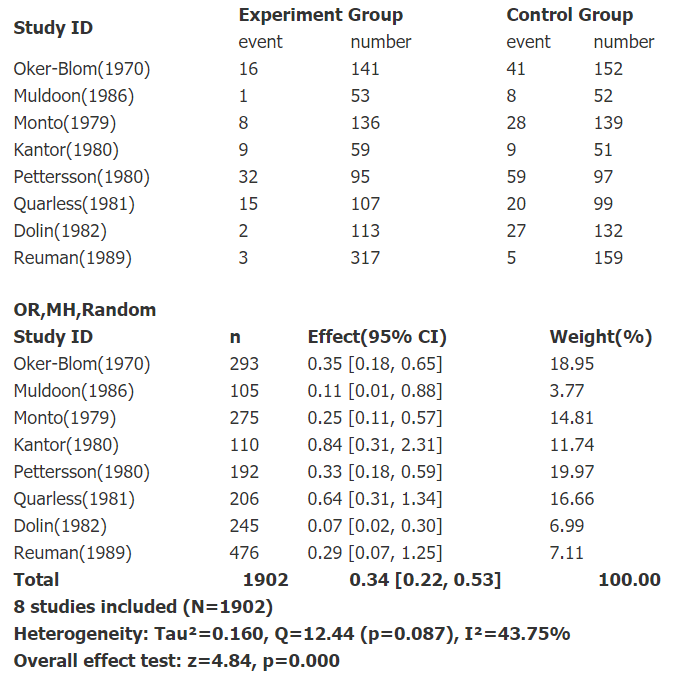 Study ID Experiment Group Control Group
event number event number
Oker-Blom(1970) 16 141 41 152
Muldoon(1986) 1 53 8 52
Monto(1979) 8 136 28 139
Kantor(1980) 9 59 9 51
Pettersson(1980) 32 95 59 97
Quarless(1981) 15 107 20 99
Dolin(1982) 2 113 27 132
Reuman(1989) 3 317 5 159
OR,MH,Random
Study ID n Effect(95% CI) Weight(%)
Oker-Blom(1970) 293 0.35 [0.18, 0.65] 18.95
Muldoon(1986) 105 0.11 [0.01, 0.88] 3.77
Monto(1979) 275 0.25 [0.11, 0.57] 14.81
Kantor(1980) 110 0.84 [0.31, 2.31] 11.74
Pettersson(1980) 192 0.33 [0.18, 0.59] 19.97
Quarless(1981) 206 0.64 [0.31, 1.34] 16.66
Dolin(1982) 245 0.07 [0.02, 0.30] 6.99
Reuman(1989) 476 0.29 [0.07, 1.25] 7.11
Total 1902 0.34 [0.22, 0.53] 100.00
8 studies included (N=1902)
Heterogeneity: Tau²=0.160, Q=12.44 (p=0.087), I²=43.75%
Overall effect test: z=4.84, p=0.000